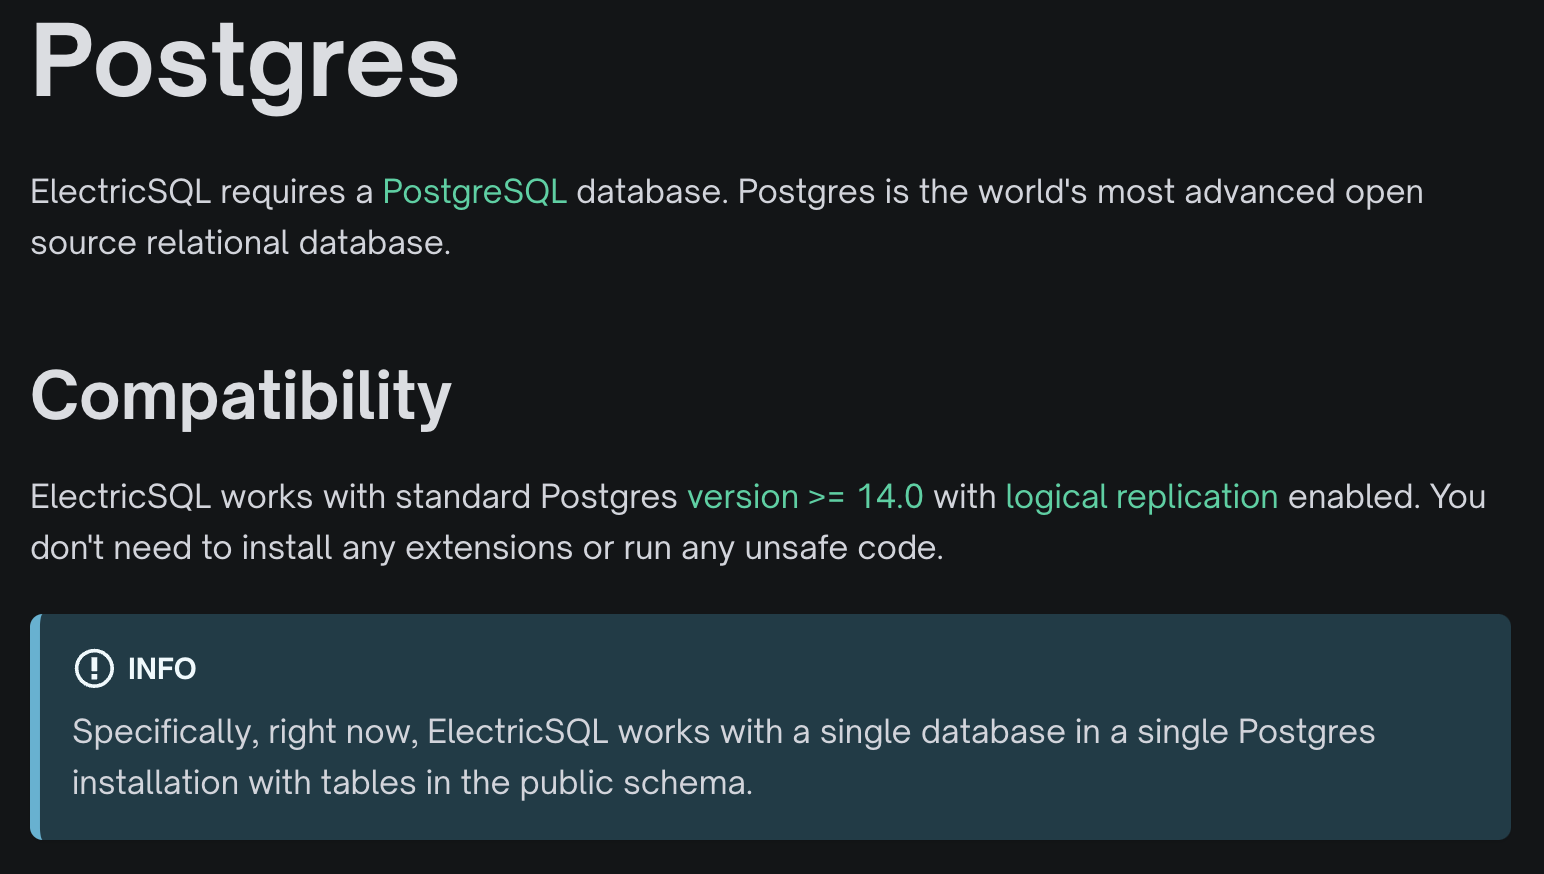 Postgres
ElectricSQL requires a PostgreSQL database. Postgres is the world's most advanced open
source relational database.
Compatibility
ElectricSQL works with standard Postgres version >= 14.0 with logical replication enabled. You
don't need to install any extensions or run any unsafe code.
INFO
Specifically, right now, ElectricSQL works with a single database in a single Postgres
installation with tables in the public schema.